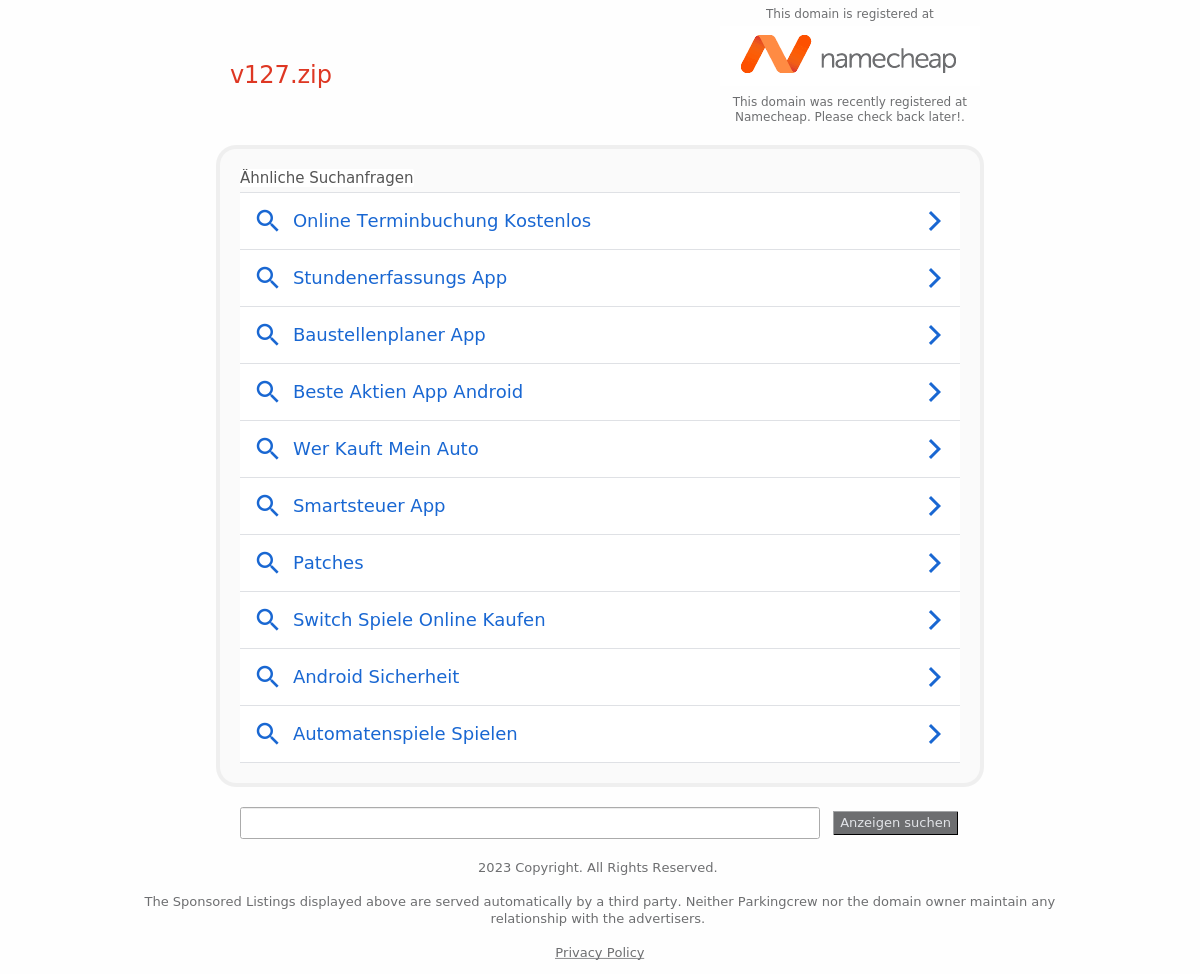 This domain is registered at
namecheap
v127.zip
This domain was recently registered at
Namecheap. Please check back later!.
Ähnliche Suchanfragen
Online Terminbuchung Kostenlos
Stundenerfassungs App
Baustellenplaner App
Beste Aktien App Android
Wer Kauft Mein Auto
Smartsteuer App
Patches
Switch Spiele Online Kaufen
Android Sicherheit
Automatenspiele Spielen
Anzeigen suchen
2023 Copyright. All Rights Reserved.
The Sponsored Listings displayed above are served automatically by a third party. Neither Parkingcrew nor the domain owner maintain any
relationship with the advertisers.
Privacy Policy